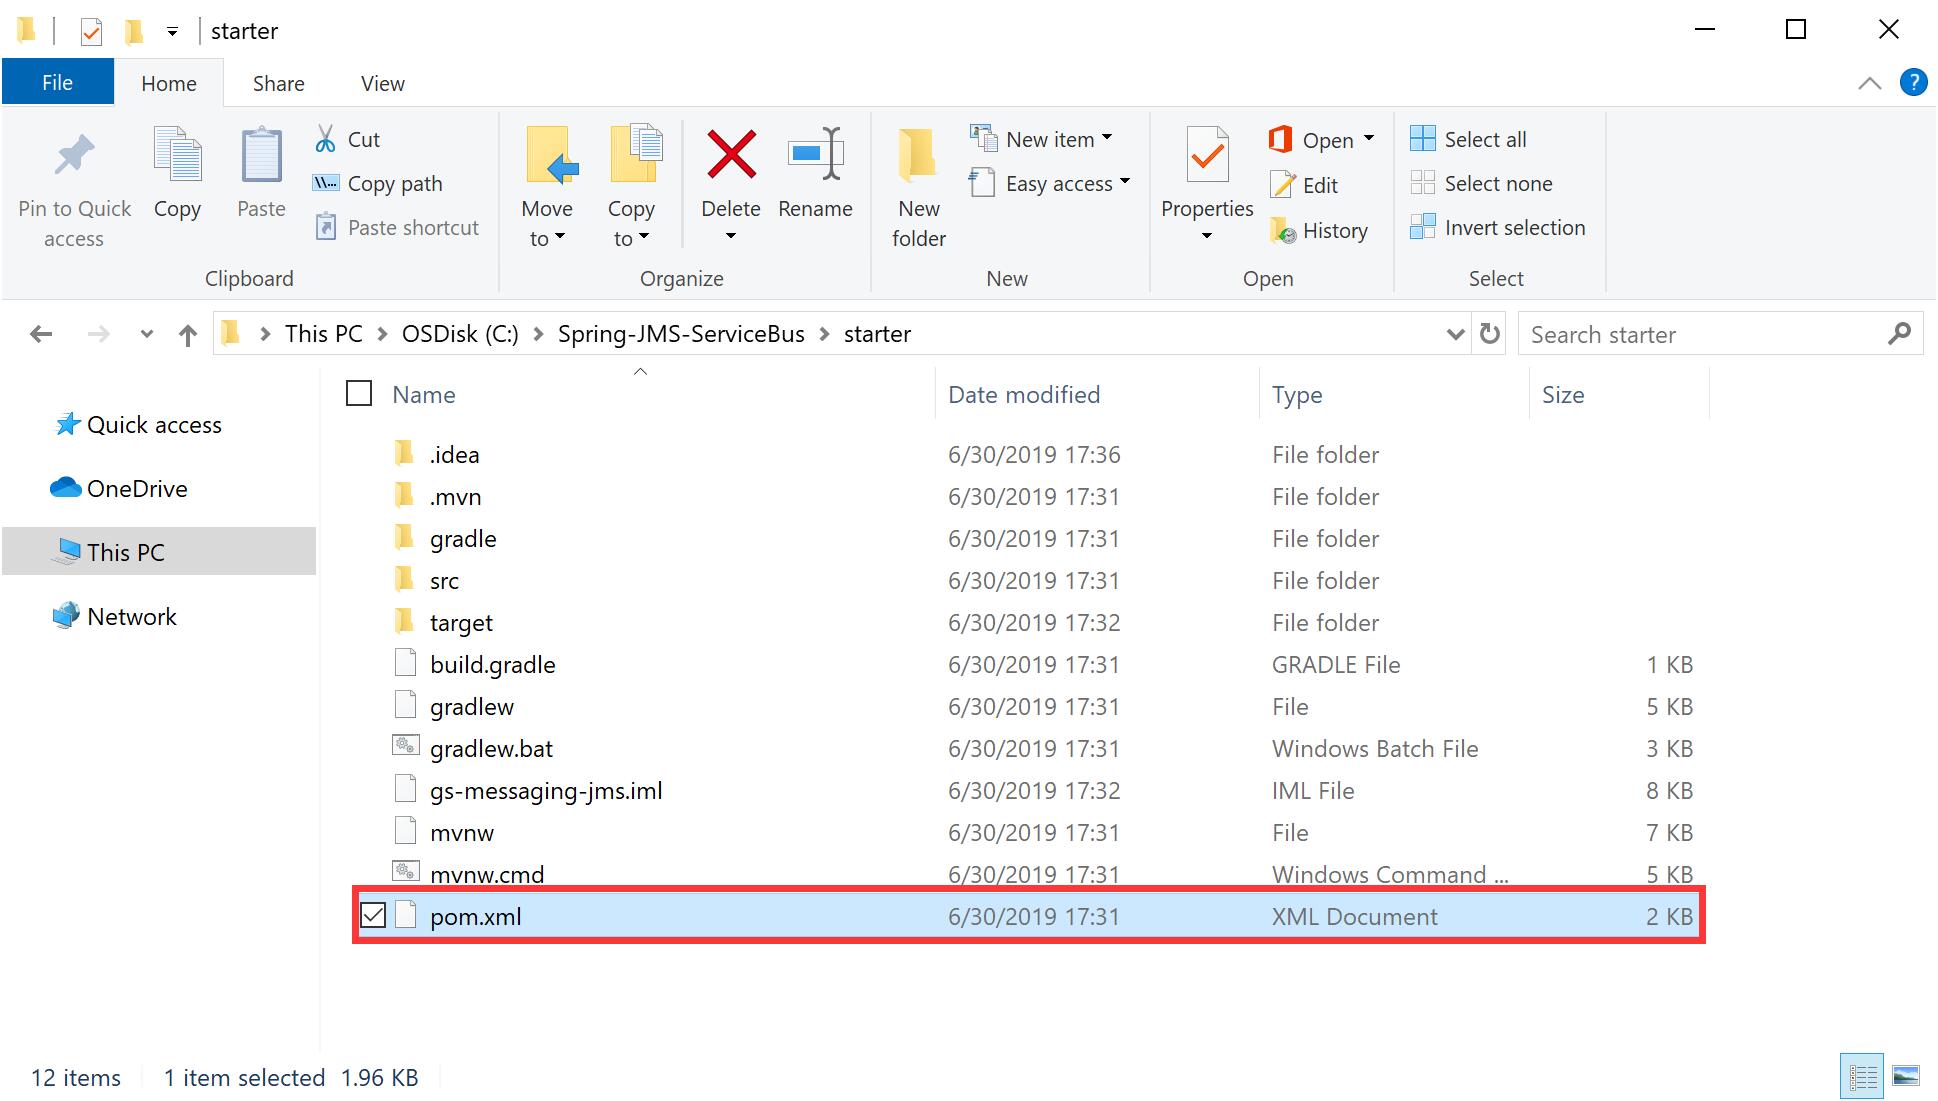 starter
File Home Share View
?
Pin to Quick access
Copy
Paste
Cut
Copy path
Paste shortcut
Clipboard
Move to
Copy to
Delete
Rename
Organize
New folder
New item
Easy access
New
Properties
Open
Edit
History
Open
Select all
Select none
Invert selection
Select
This PC OSDisk (C:) Spring-JMS-ServiceBus starter
Search starter
Quick access
OneDrive
This PC
Network
Name Date modified Type Size
.idea 6/30/2019 17:36 File folder
.mvn 6/30/2019 17:31 File folder
gradle 6/30/2019 17:31 File folder
src 6/30/2019 17:31 File folder
target 6/30/2019 17:32 File folder
build.gradle 6/30/2019 17:31 GRADLE File 1 KB
gradlew 6/30/2019 17:31 File 5 KB
gradlew.bat 6/30/2019 17:31 Windows Batch File 3 KB
gs-messaging-jms.iml 6/30/2019 17:32 IML File 8 KB
mvnw 6/30/2019 17:31 File 7 KB
mvnw.cmd 6/30/2019 17:31 Windows Command ... 5 KB
pom.xml 6/30/2019 17:31 XML Document 2 KB
12 items 1 item selected 1.96 KB